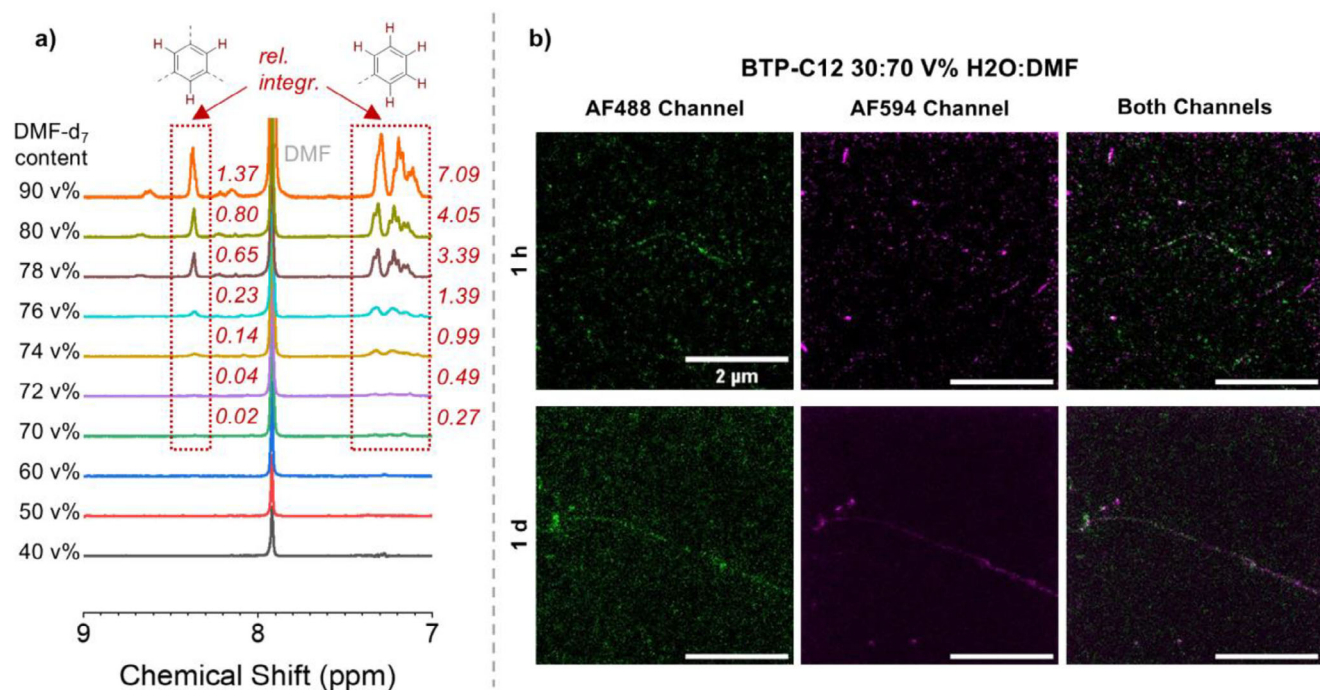 a)
H
H
H
rel.
integr.
H
H
H
H
H
DMF-d7
content
DMF
90 v%
1.37
7.09
80 v%
0.80
4.05
78 v%
0.65
3.39
76 v%
0.23
1.39
74 v%
0.14
0.99
72 v%
0.04
0.49
70 v%
0.02
0.27
60 v%
50 v%
40 v%
9
8
7
Chemical Shift (ppm)
b)
BTP-C12 30:70 V% H2O:DMF
AF488 Channel
AF594 Channel
Both Channels
1 h
2 µm
1 d